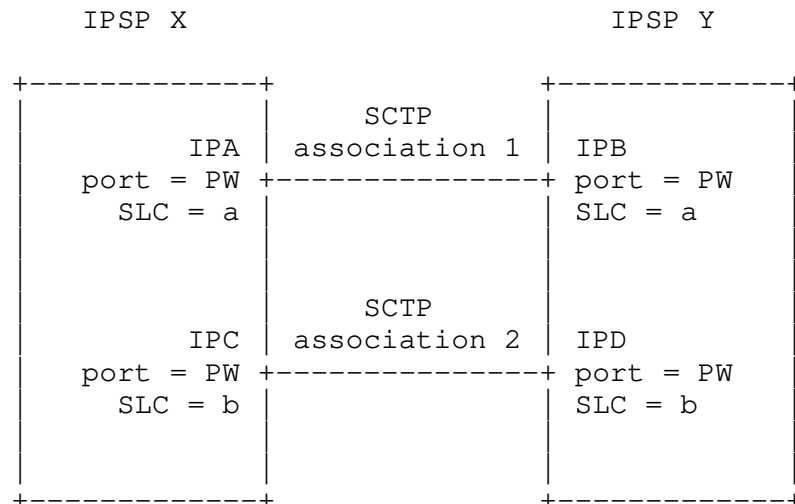 IPSP X IPSP Y
SCTP
IPA association 1 IPB
port = PW port = PW
SLC = a SLC = a
SCTP
IPC association 2 IPD
port = PW port = PW
SLC = b SLC = b